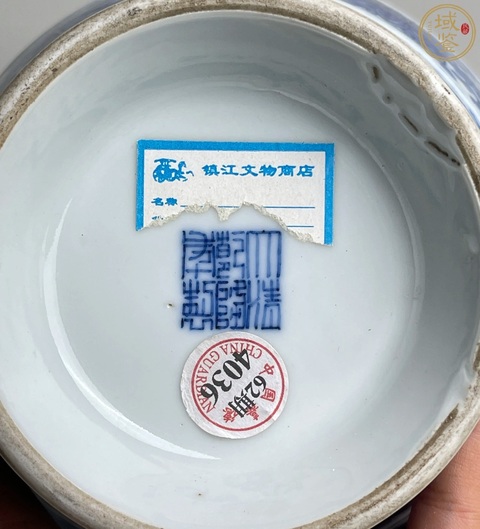 域鉴
镇江文物商店
名称
大清
乾隆
年製
中國嘉德
CHINA GUARDIAN
62期
4036